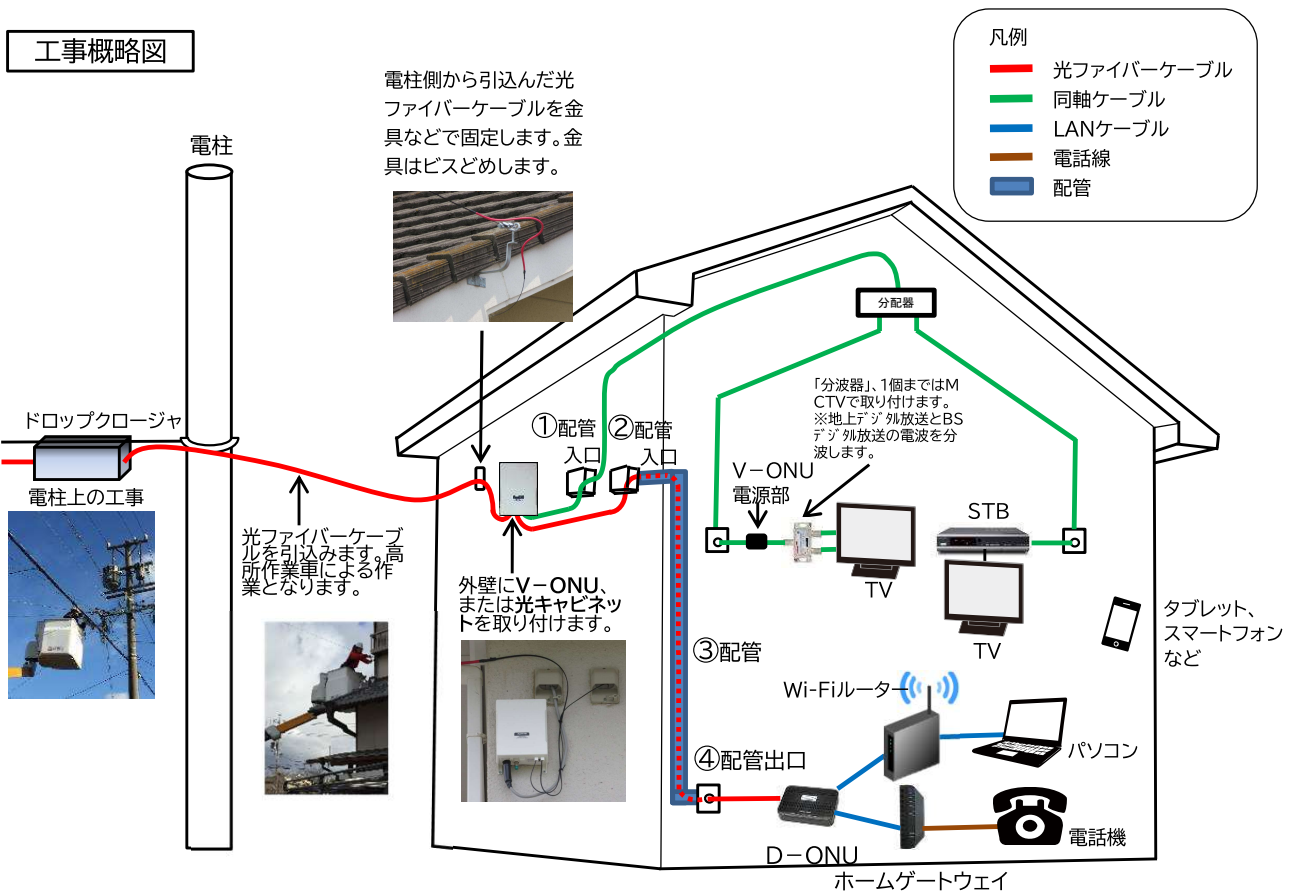 工事概略図
凡例
光ファイバーケーブル
同軸ケーブル
LANケーブル
電話線
配管
電柱側から引込んだ光
ファイバーケーブルを金
具などで固定します。金
具はビスどめします。
電柱
ドロップクロージャ
電柱上の工事
光ファイバーケーブ
ルを引込みます。高
所作業車による作
業となります。
①配管
入口
②配管
入口
外壁にV-ONU、
または光キャビネッ
トを取り付けます。
分配器
「分波器」、1個まではM
CTVで取り付けます。
※地上デジタル放送とBS
デジタル放送の電波を分
波します。
V-ONU
電源部
TV
STB
TV
タブレット、
スマートフォン
など
③配管
Wi-Fiルーター
パソコン
④配管出口
D-ONU
電話機
ホームゲートウェイ